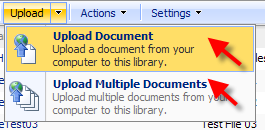 Upload Actions Settings
Upload Document
Upload a document from your
computer to this library.
Upload Multiple Documents
Upload multiple documents from your
computer to this library.
Test File 03